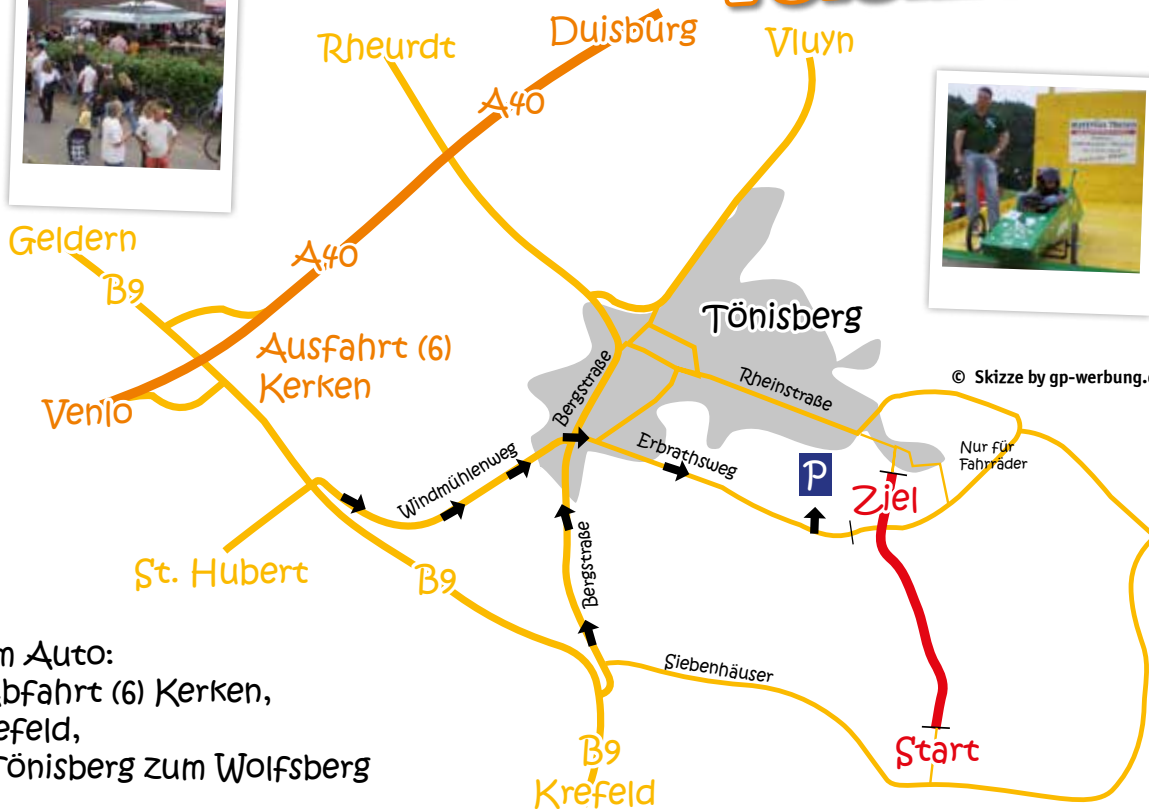 Rheurdt
Duisburg
Vluyn
A40
Geldern
B9
A40
Ausfahrt (6)
Kerken
Venlo
Tönisberg
© Skizze by gp-werbung.
Bergstraße
Rheinstraße
Erbrathsweg
Nur für
Fahrräder
P
Ziel
Windmühlenweg
St. Hubert
B9
Bergstraße
Siebenhäuser
Start
B9
Krefeld
Auto:
bfahrt (6) Kerken,
efeld,
Tönisberg zum Wolfsberg